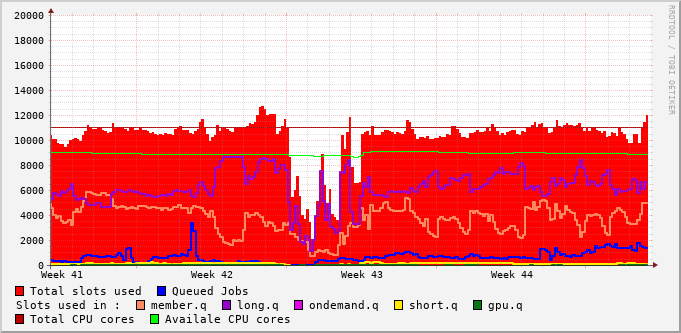 20000
18000
16000
14000
12000
10000
8000
6000
4000
2000
0
Week 41 Week 42 Week 43 Week 44
Total slots used Queued Jobs
Slots used in : member.q long.q ondemand.q short.q gpu.q
Total CPU cores Availale CPU cores
RRDTOOL / TOBI OETIKER